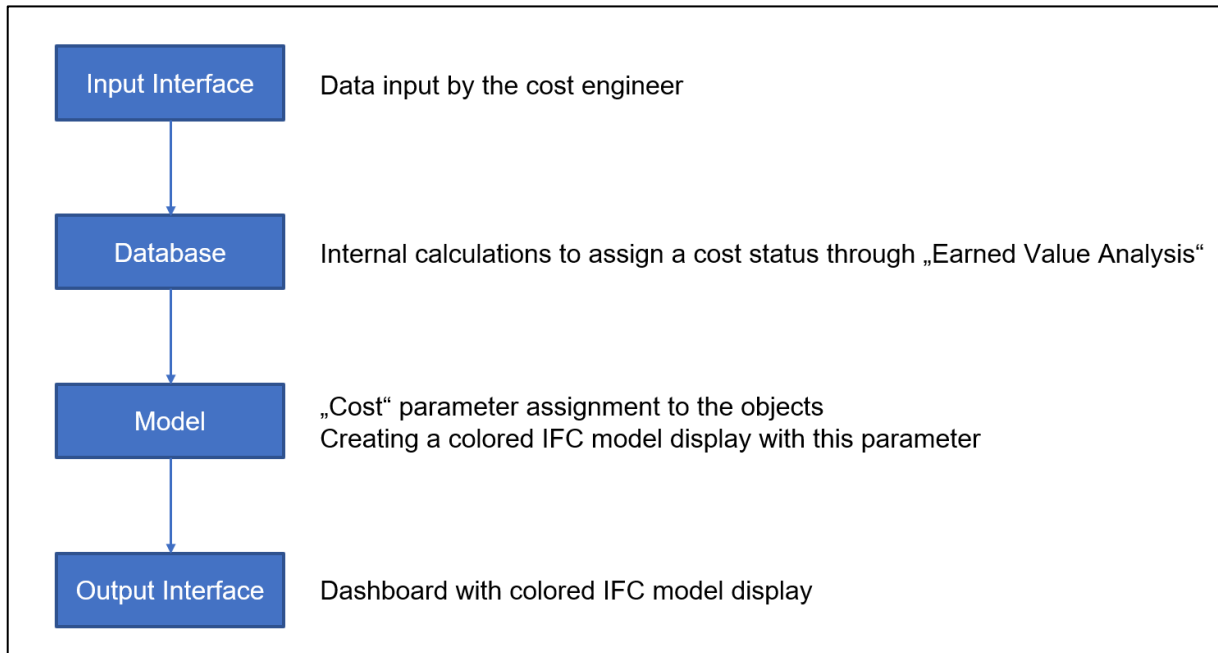 Input Interface
Data input by the cost engineer
Database
Internal calculations to assign a cost status through „Earned Value Analysis“
Model
„Cost“ parameter assignment to the objects
Creating a colored IFC model display with this parameter
Output Interface
Dashboard with colored IFC model display